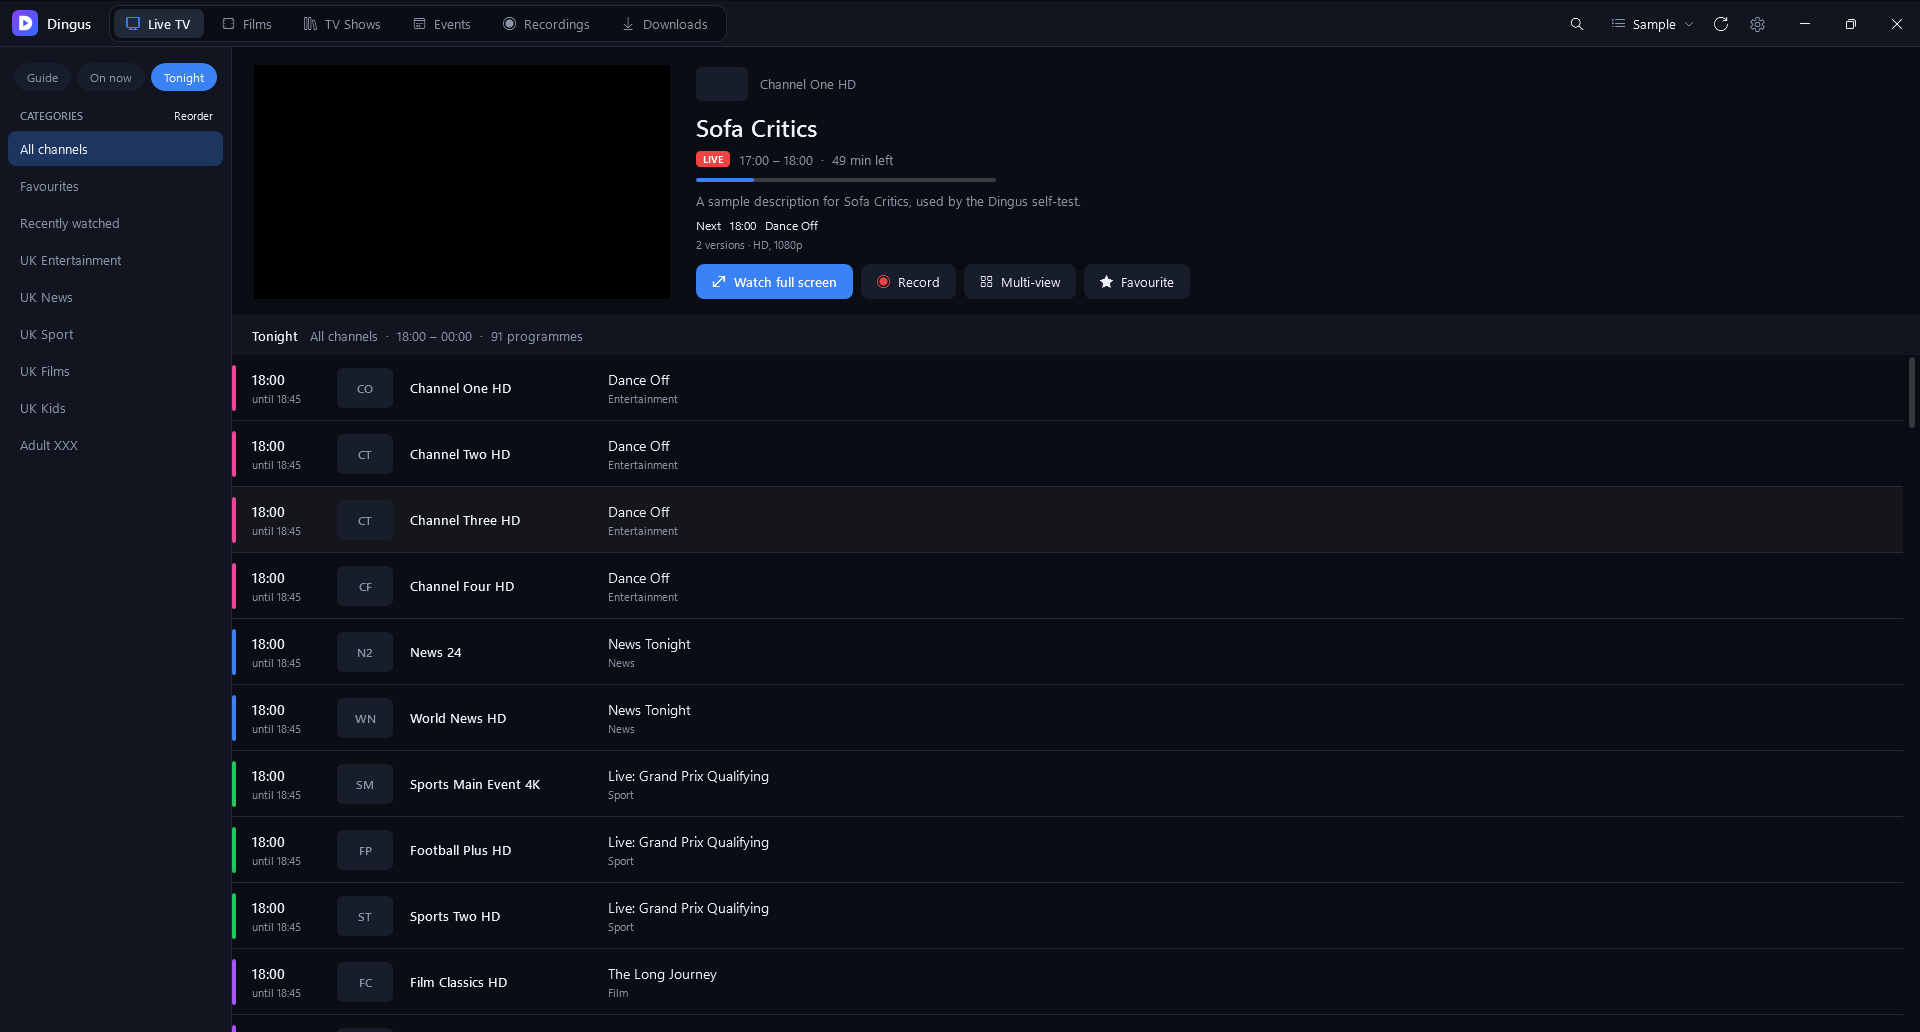 Dingus
Live TV
Films
TV Shows
Events
Recordings
Downloads
Sample
Guide
On now
Tonight
CATEGORIES
Reorder
All channels
Favourites
Recently watched
UK Entertainment
UK News
UK Sport
UK Films
UK Kids
Adult XXX
Channel One HD
Sofa Critics
LIVE 17:00 – 18:00 · 49 min left
A sample description for Sofa Critics, used by the Dingus self-test.
Next 18:00 Dance Off
2 versions · HD, 1080p
Watch full screen
Record
Multi-view
Favourite
Tonight All channels · 18:00 – 00:00 · 91 programmes
18:00
until 18:45
CO
Channel One HD
Dance Off
Entertainment
18:00
until 18:45
CT
Channel Two HD
Dance Off
Entertainment
18:00
until 18:45
CT
Channel Three HD
Dance Off
Entertainment
18:00
until 18:45
CF
Channel Four HD
Dance Off
Entertainment
18:00
until 18:45
N2
News 24
News Tonight
News
18:00
until 18:45
WN
World News HD
News Tonight
News
18:00
until 18:45
SM
Sports Main Event 4K
Live: Grand Prix Qualifying
Sport
18:00
until 18:45
FP
Football Plus HD
Live: Grand Prix Qualifying
Sport
18:00
until 18:45
ST
Sports Two HD
Live: Grand Prix Qualifying
Sport
18:00
until 18:45
FC
Film Classics HD
The Long Journey
Film